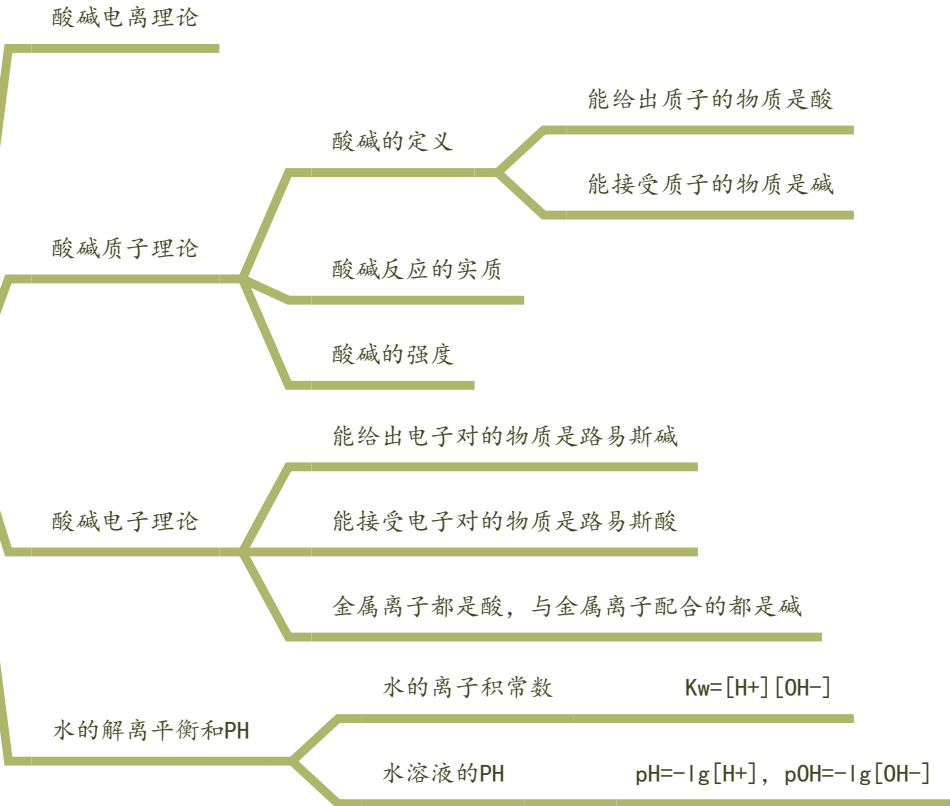 酸碱电离理论
酸碱质子理论
酸碱的定义
能给出质子的物质是酸
能接受质子的物质是碱
酸碱反应的实质
酸碱的强度
酸碱电子理论
能给出电子对的物质是路易斯碱
能接受电子对的物质是路易斯酸
金属离子都是酸，与金属离子配合的都是碱
水的解离平衡和PH
水的离子积常数
Kw=[H+][OH-]
水溶液的PH
pH=-lg[H+]，pOH=-lg[OH-]